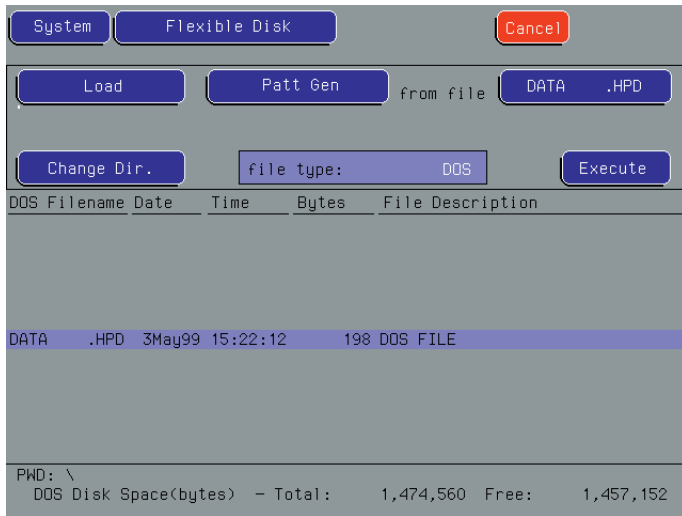 System Flexible Disk Cancel
Load Patt Gen from file DATA .HPD
Change Dir. file type: DOS Execute
DOS Filename Date Time Bytes File Description
DATA .HPD 3May99 15:22:12 198 DOS FILE
PWD: \
DOS Disk Space(bytes) - Total: 1,474,560 Free: 1,457,152